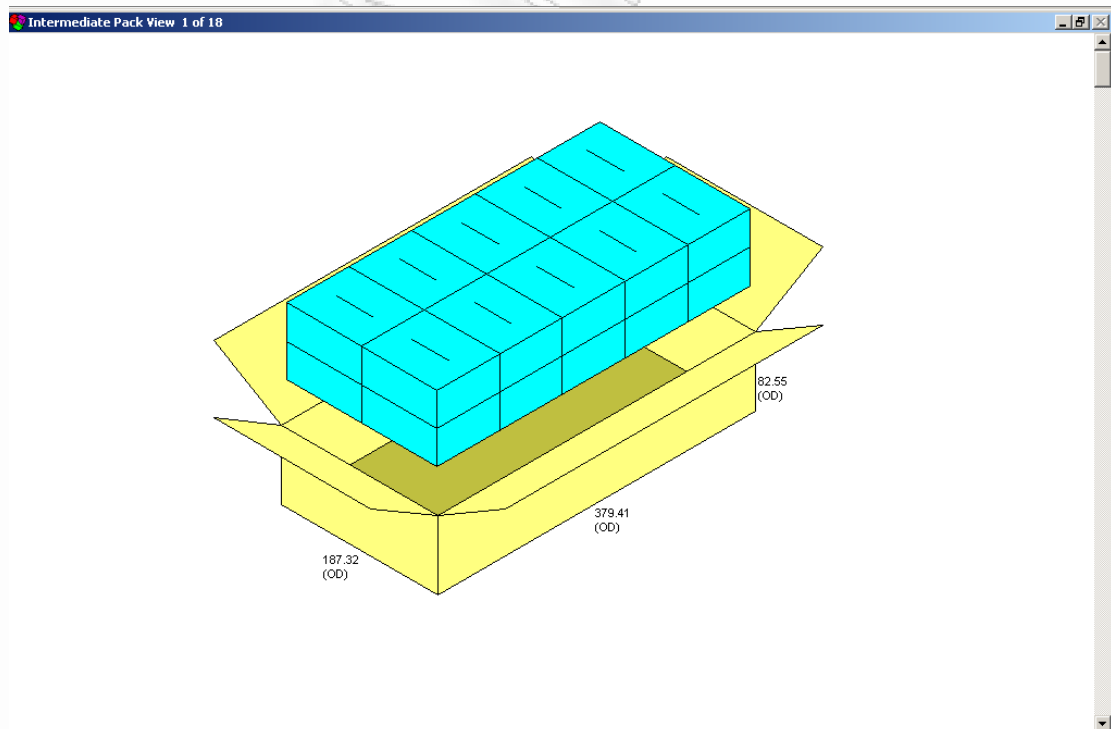 Intermediate Pack View 1 of 18
82.55
(OD)
379.41
(OD)
187.32
(OD)